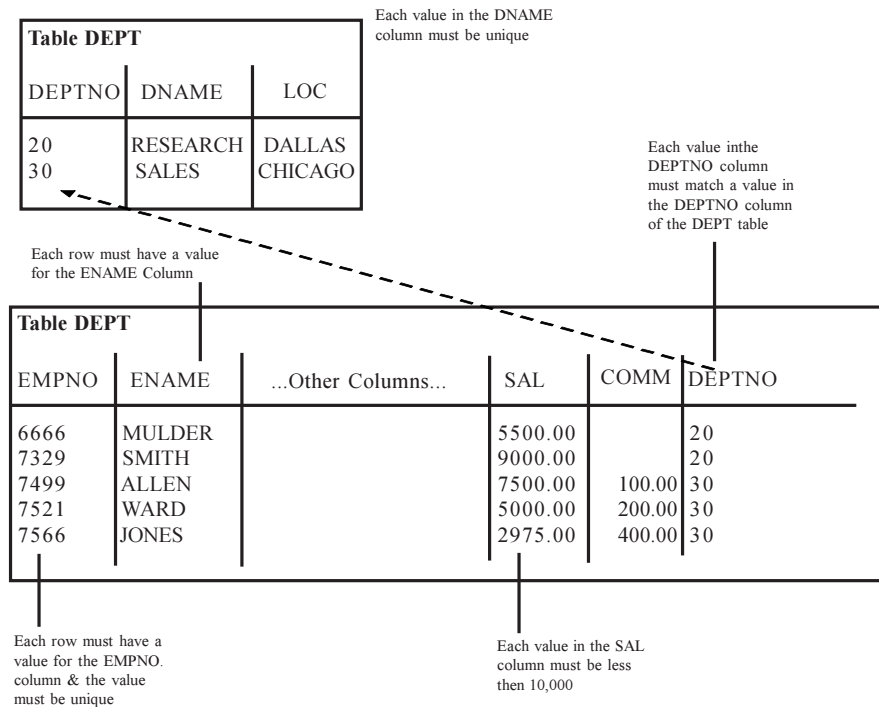 Each value in the DNAME
column must be unique
Table DEPT
DEPTNO DNAME LOC
20 RESEARCH DALLAS
30 SALES CHICAGO
Each value inthe
DEPTNO column
must match a value in
the DEPTNO column
of the DEPT table
Each row must have a value
for the ENAME Column
Table DEPT
EMPNO ENAME ...Other Columns... SAL COMM DEPTNO
6666 MULDER 5500.00 20
7329 SMITH 9000.00 20
7499 ALLEN 7500.00 100.00 30
7521 WARD 5000.00 200.00 30
7566 JONES 2975.00 400.00 30
Each row must have a
value for the EMPNO.
column & the value
must be unique
Each value in the SAL
column must be less
then 10,000